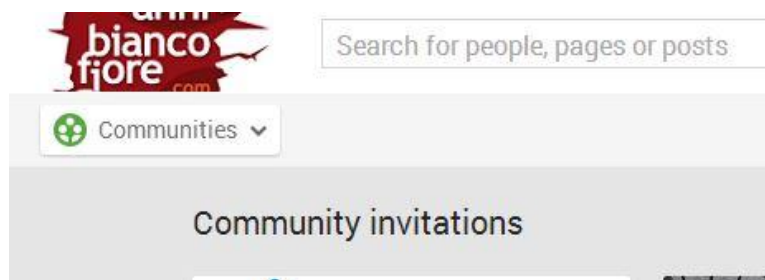 bianco
fiore
com
Search for people, pages or posts
Communities
Community invitations